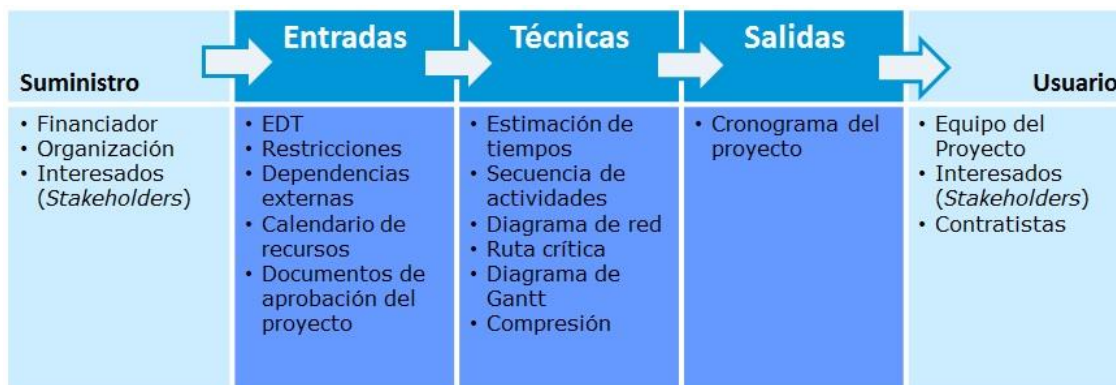 Suministro
Entradas
Técnicas
Salidas
Usuario
• Financiador
• Organización
• Interesados
(Stakeholders)
• EDT
• Restricciones
• Dependencias
externas
• Calendario de
recursos
• Documentos de
aprobación del
proyecto
• Estimación de
tiempos
• Secuencia de
actividades
• Diagrama de red
• Ruta crítica
• Diagrama de
Gantt
• Compresión
• Cronograma del
proyecto
• Equipo del
Proyecto
• Interesados
(Stakeholders)
• Contratistas